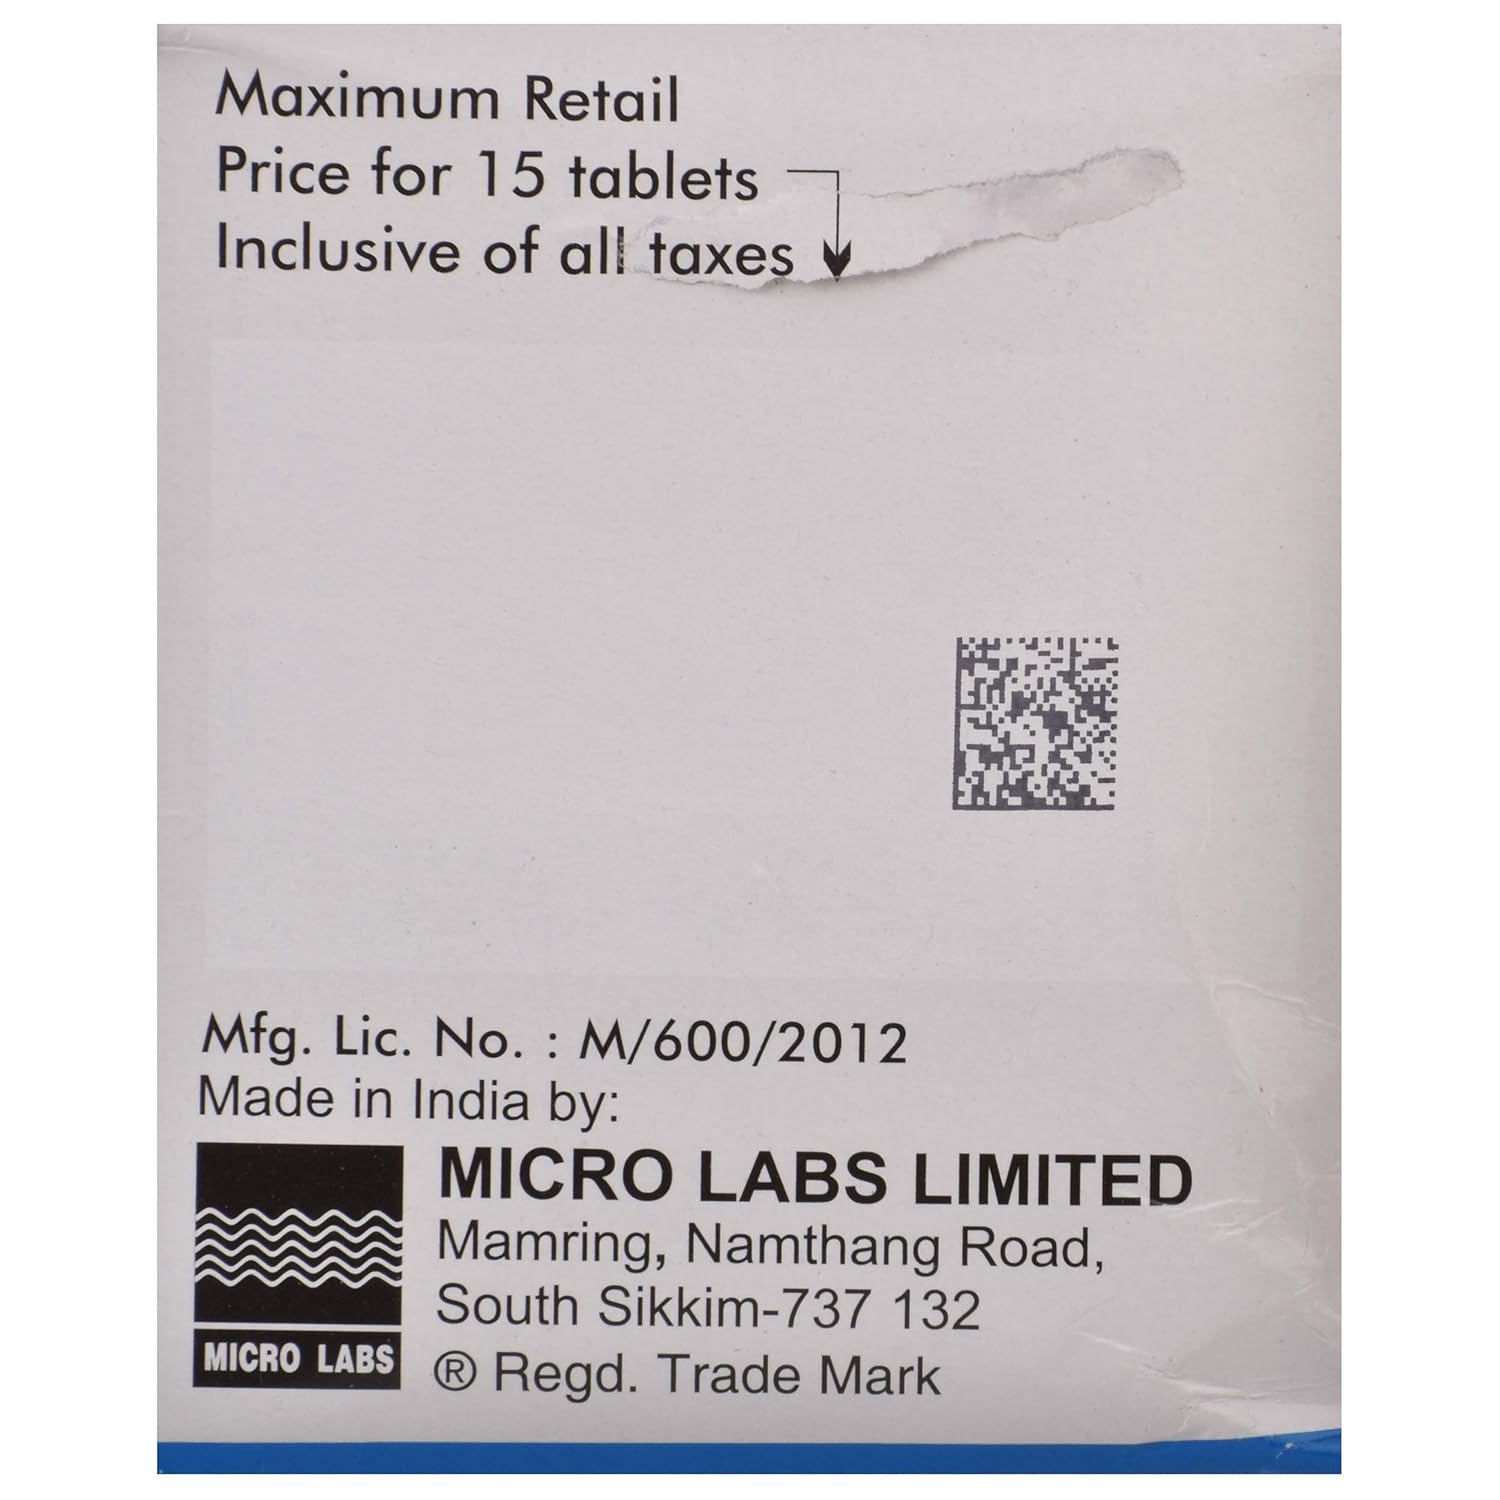 Maximum Retail
Price for 15 tablets
Inclusive of all taxes
Mfg. Lic. No. : M/600/2012
Made in India by:
MICRO LABS LIMITED
Mamring, Namthang Road,
South Sikkim-737 132
MICRO LABS
® Regd. Trade Mark